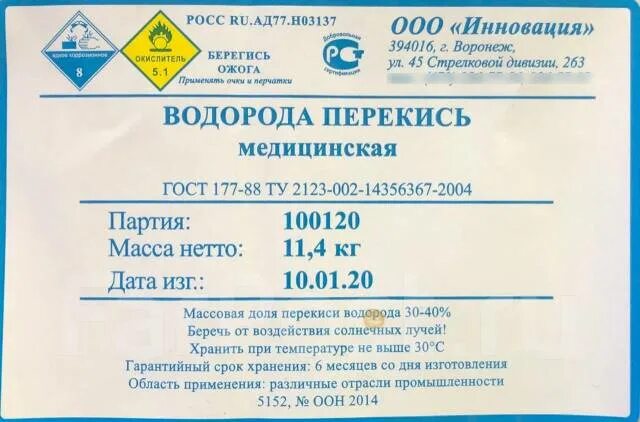 РОСС RU.АД77.Н03137
8
ОКИСЛИТЕЛЬ
5.1
БЕРЕГИСЬ
ОЖОГА
Применять очки и перчатки
Добровольная
РСТ
сертификация
ООО «Инновация»
394016, г. Воронеж,
ул. 45 Стрелковой дивизии, 263
ВОДОРОДА ПЕРЕКИСЬ
медицинская
ГОСТ 177-88 ТУ 2123-002-14356367-2004
Партия: 100120
Масса нетто: 11,4 кг
Дата изг.: 10.01.20
Массовая доля перекиси водорода 30-40%
Беречь от воздействия солнечных лучей!
Хранить при температуре не выше 30°С
Гарантийный срок хранения: 6 месяцев со дня изготовления
Область применения: различные отрасли промышленности
5152, № ООН 2014